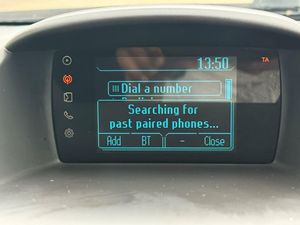 13:50
TA
Dial a number
Searching for
past paired phones...
Add BT - Close